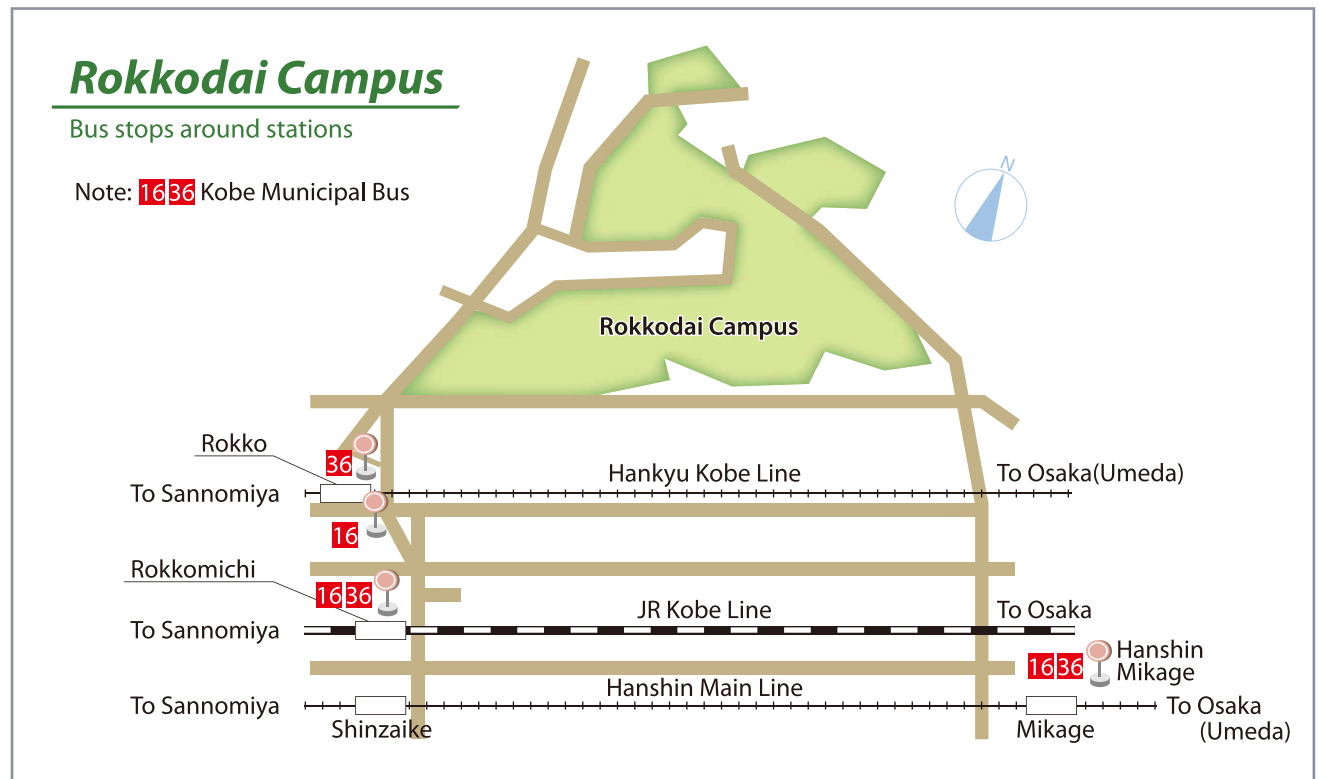 Rokkodai Campus
Bus stops around stations
Note: 16 36 Kobe Municipal Bus
N
Rokkodai Campus
Rokko
36
To Sannomiya
Hankyu Kobe Line
To Osaka(Umeda)
16
Rokkomichi
16 36
To Sannomiya
JR Kobe Line
To Osaka
16 36
Hanshin
Mikage
To Sannomiya
Hanshin Main Line
To Osaka
(Umeda)
Shinzaike
Mikage